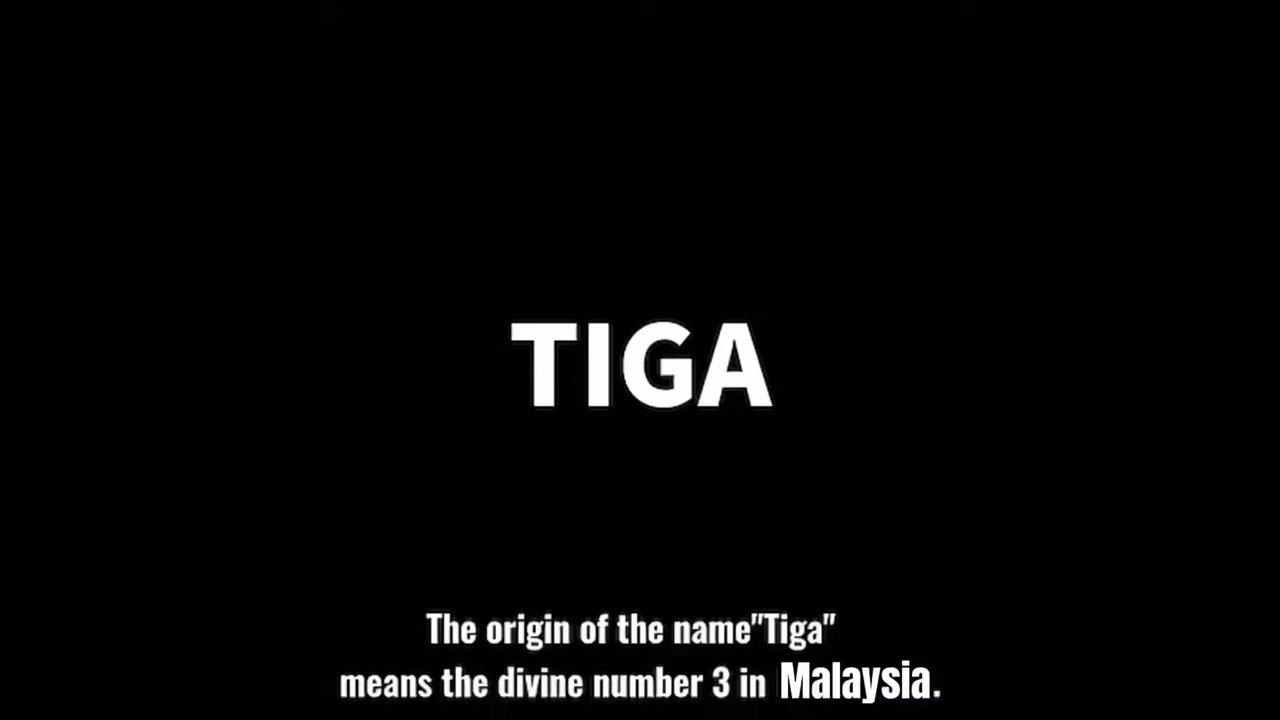 TIGA
The origin of the name"Tiga"
means the divine number 3 in Malaysia.